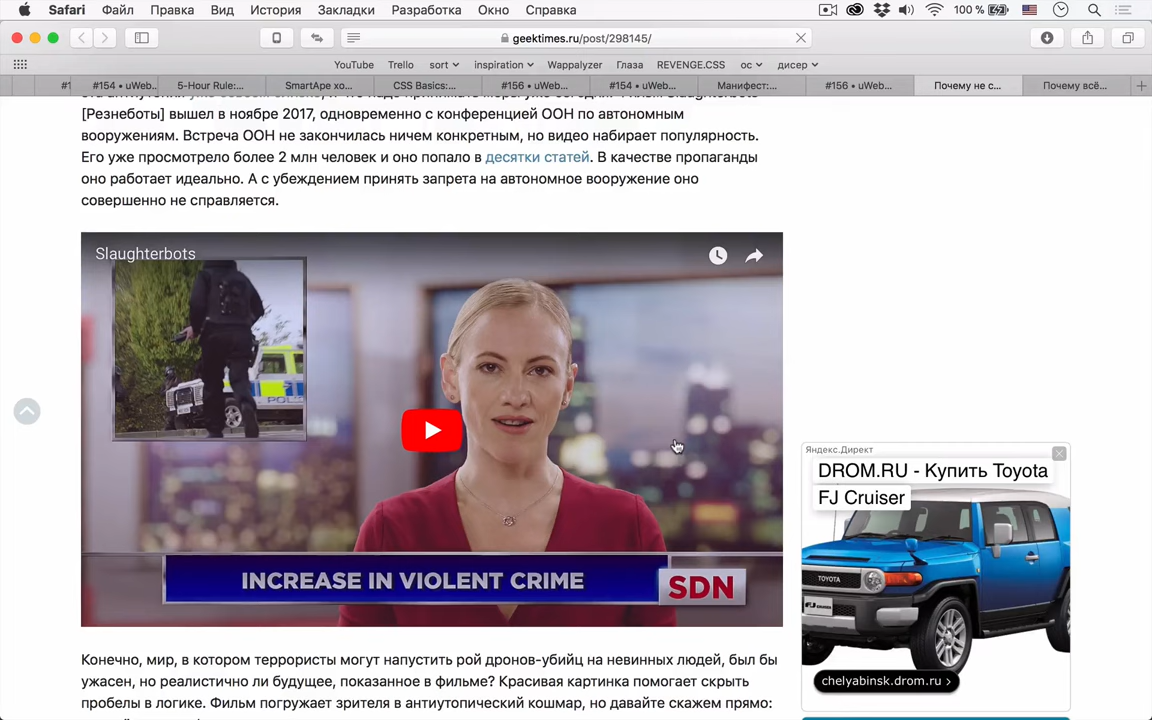 Safari Файл Правка Вид История Закладки Разработка Окно Справка 100 %
geektimes.ru/post/298145/
YouTube Trello sort inspiration Wappalyzer Глаза REVENGE.CSS ос дисер
#1 #154 • uWeb... 5-Hour Rule:... SmartApe хо... CSS Basics:... #156 • uWeb... #154 • uWeb... Манифест:... #156 • uWeb... Почему не с... Почему всё...
[Резнеботы] вышел в ноябре 2017, одновременно с конференцией ООН по автономным
вооружениям. Встреча ООН не закончилась ничем конкретным, но видео набирает популярность.
Его уже просмотрело более 2 млн человек и оно попало в десятки статей. В качестве пропаганды
оно работает идеально. А с убеждением принять запрета на автономное вооружение оно
совершенно не справляется.
Slaughterbots
INCREASE IN VIOLENT CRIME
SDN
Яндекс.Директ
DROM.RU - Купить Toyota
FJ Cruiser
TOYOTA
chelyabinsk.drom.ru >
Конечно, мир, в котором террористы могут напустить рой дронов-убийц на невинных людей, был бы
ужасен, но реалистично ли будущее, показанное в фильме? Красивая картинка помогает скрыть
пробелы в логике. Фильм погружает зрителя в антиутопический кошмар, но давайте скажем прямо: